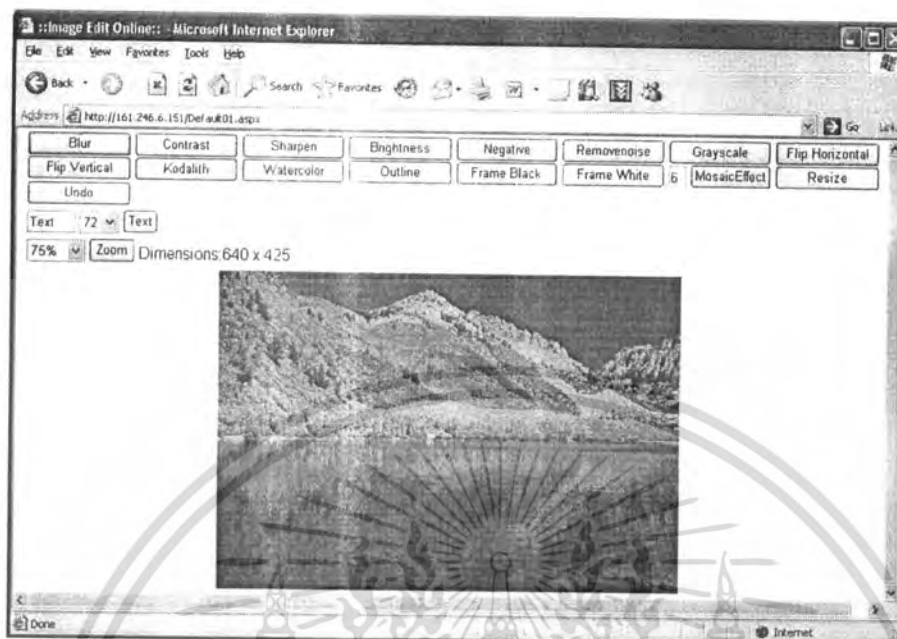 ::Image Edit Online:: - Microsoft Internet Explorer
File Edit View Favorites Tools Help
Back Search Favorites
Address http://161.246.6.151/Default01.aspx Go Links
Blur Contrast Sharpen Brightness Negative Removenoise Grayscale Flip Horizontal
Flip Vertical Kodalith Watercolor Outline Frame Black Frame White 6 MosaicEffect Resize
Undo
Text 72 Text
75% Zoom Dimensions:640 x 425
Done Internet